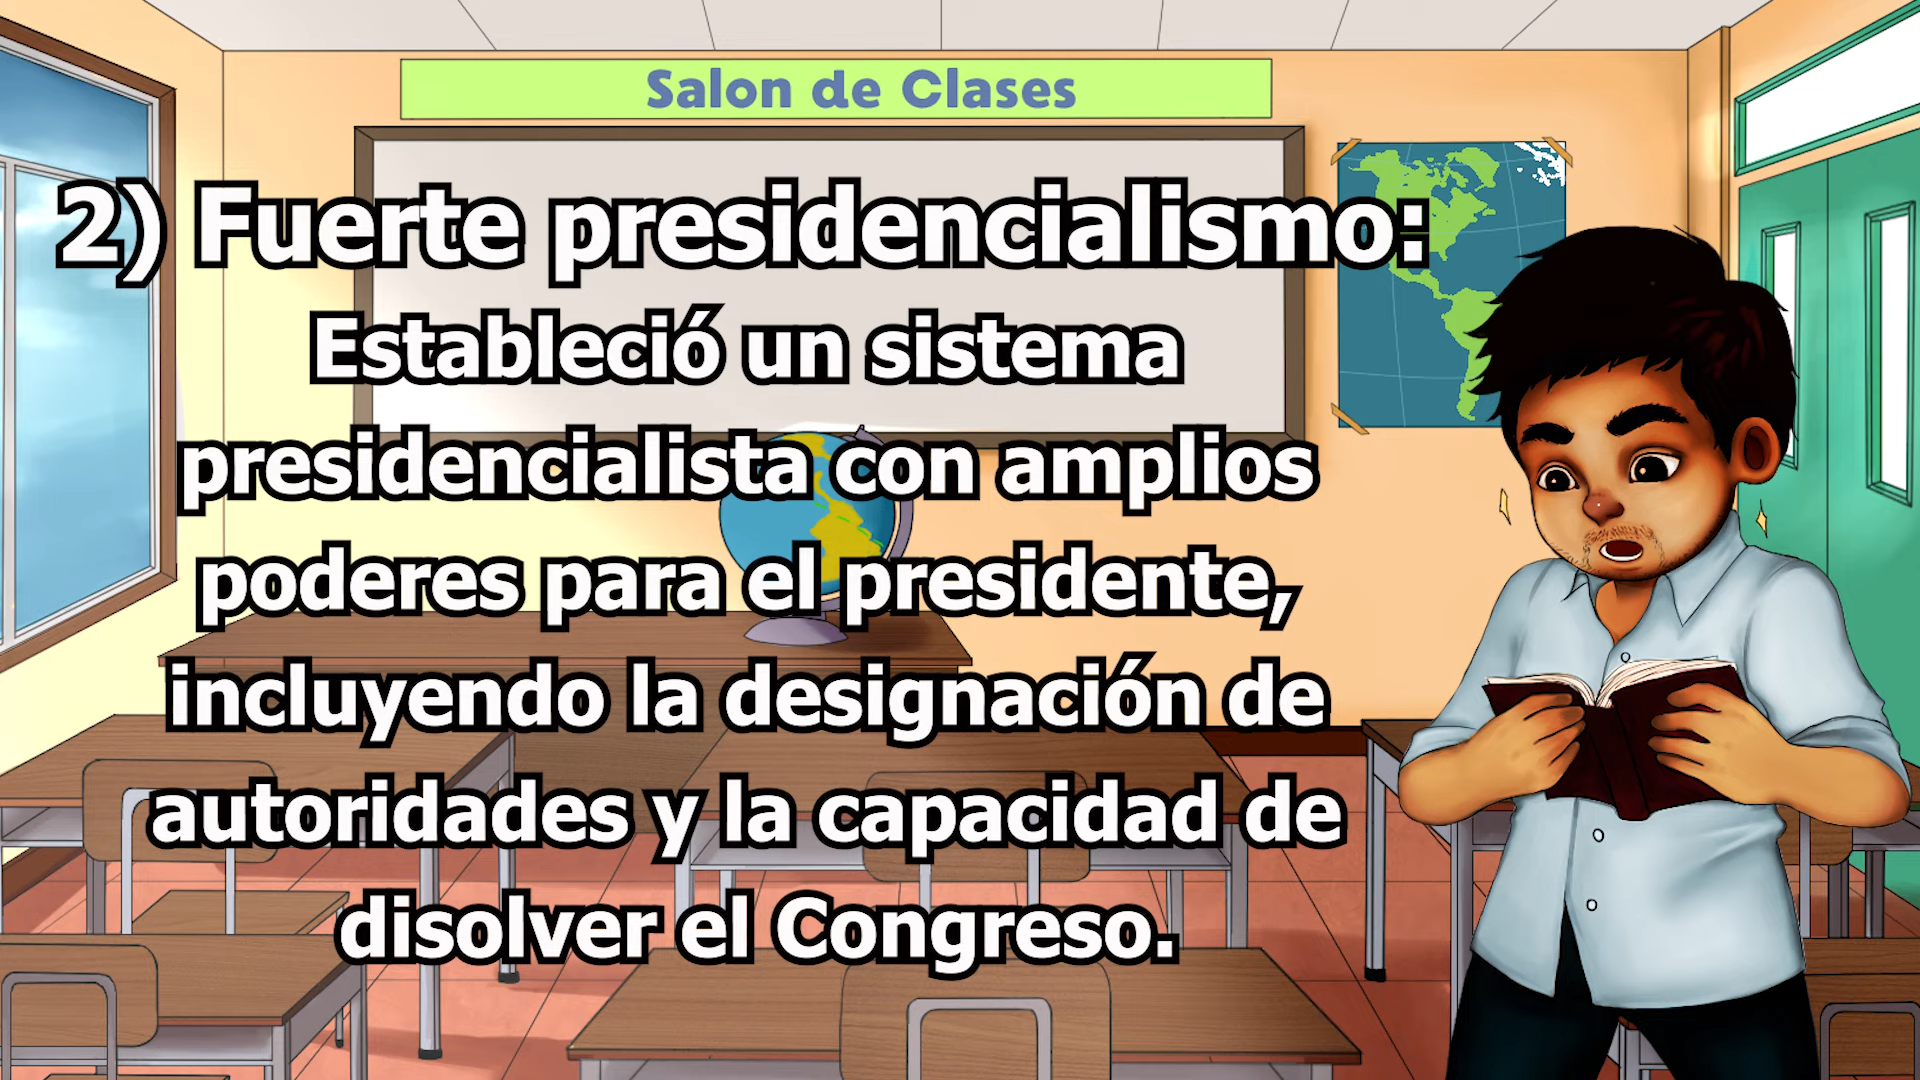 Salon de Clases
2) Fuerte presidencialismo:
Estableció un sistema
presidencialista con amplios
poderes para el presidente,
incluyendo la designación de
autoridades y la capacidad de
disolver el Congreso.